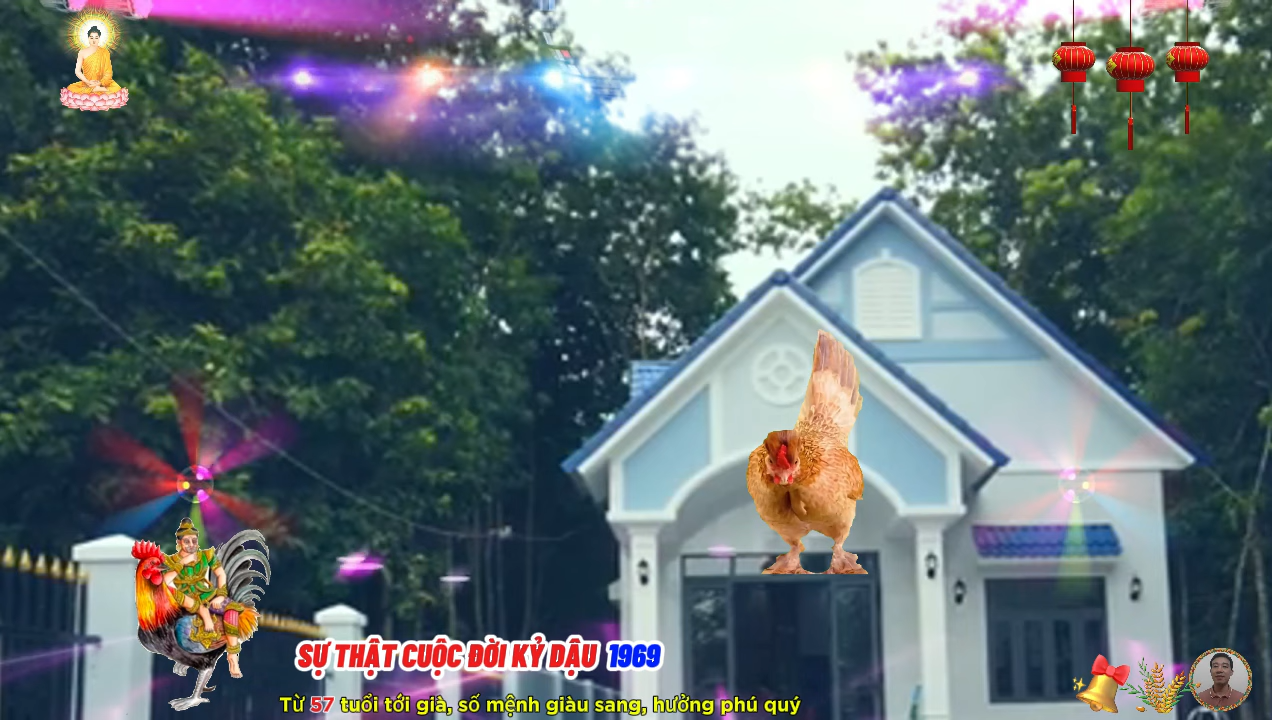 SỰ THẬT CUỘC ĐỜI KỶ DẬU 1969
Từ 57 tuổi tới già, số mệnh giàu sang, hưởng phú quý